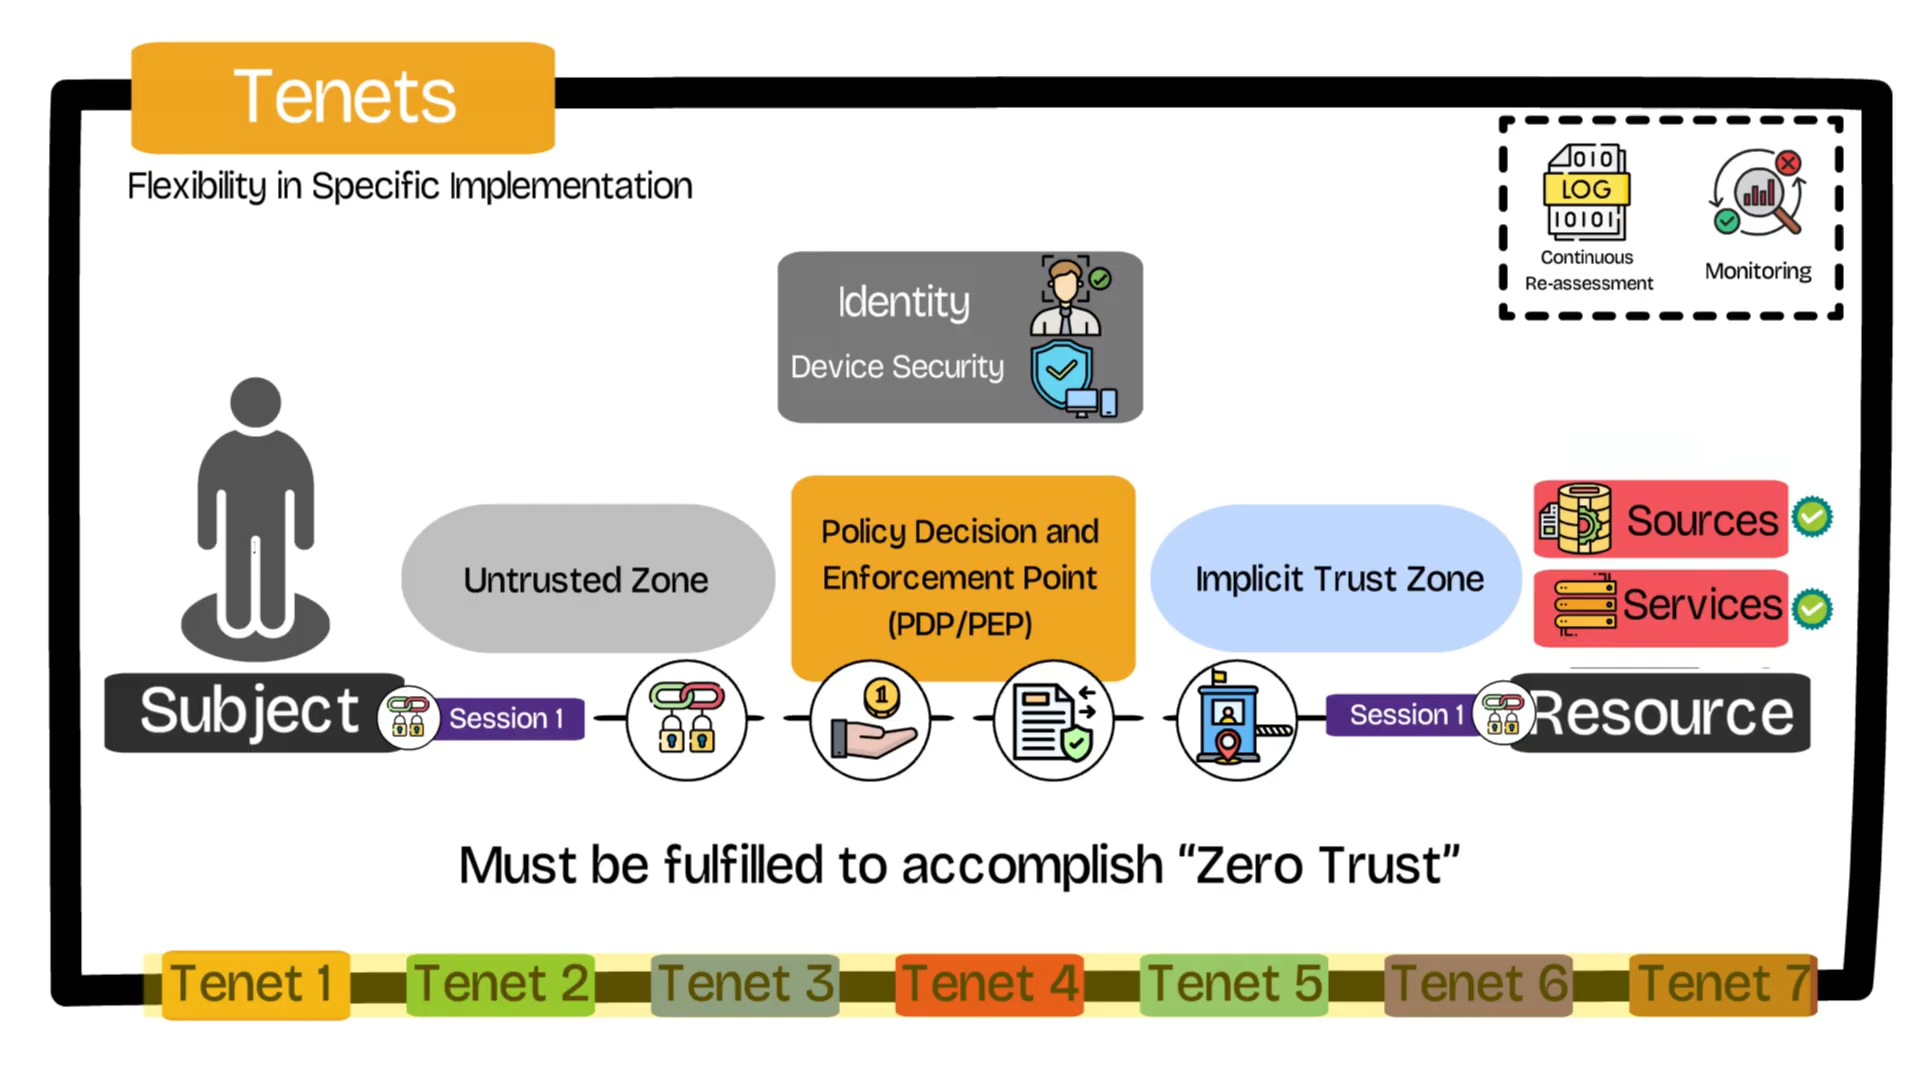 Tenets
Flexibility in Specific Implementation
010
LOG
10101
Continuous
Re-assessment
Monitoring
Identity
Device Security
Untrusted Zone
Policy Decision and
Enforcement Point
(PDP/PEP)
Implicit Trust Zone
Sources
Services
Subject
Session 1
1
Session 1
Resource
Must be fulfilled to accomplish “Zero Trust”
Tenet 1
Tenet 2
Tenet 3
Tenet 4
Tenet 5
Tenet 6
Tenet 7